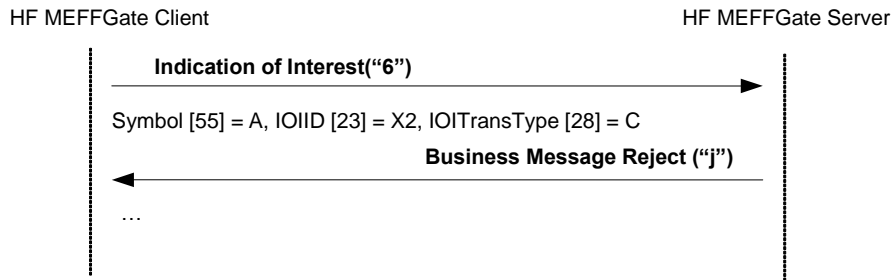 HF MEFFGate Client
HF MEFFGate Server
Indication of Interest(“6”)
Symbol [55] = A, IOIID [23] = X2, IOITransType [28] = C
Business Message Reject (“j”)
…